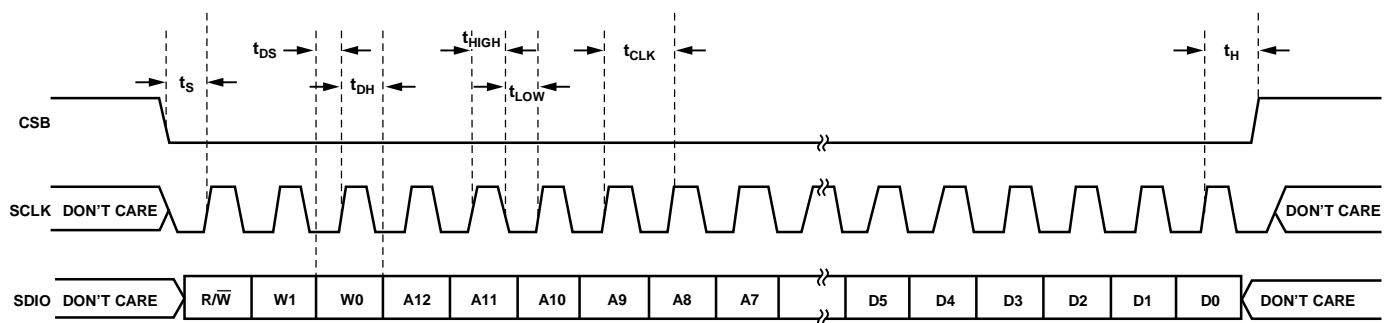 tDS
tHIGH
tCLK
tH
tS
tDH
tLOW
CSB
SCLK DON'T CARE
DON'T CARE
SDIO DON'T CARE R/W̅ W1 W0 A12 A11 A10 A9 A8 A7 D5 D4 D3 D2 D1 D0 DON'T CARE